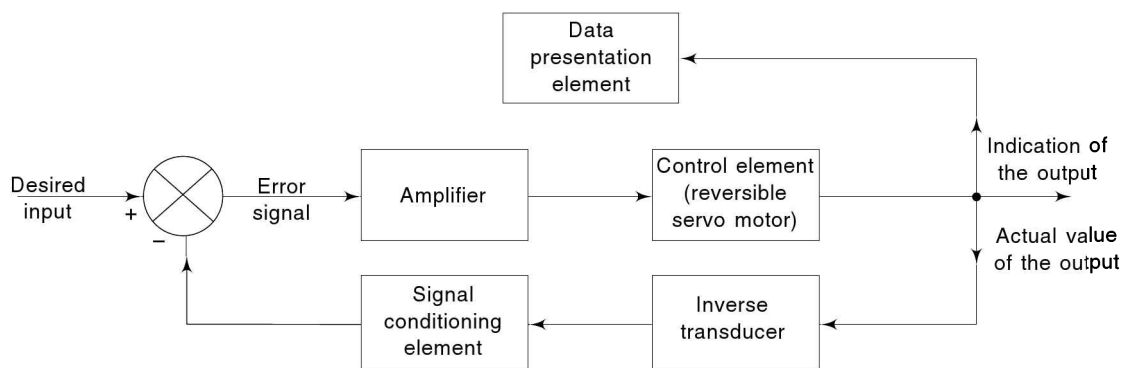 Data
presentation
element
Desired
input
+
−
Error
signal
Amplifier
Control element
(reversible
servo motor)
Indication of
the output
Actual value
of the output
Signal
conditioning
element
Inverse
transducer